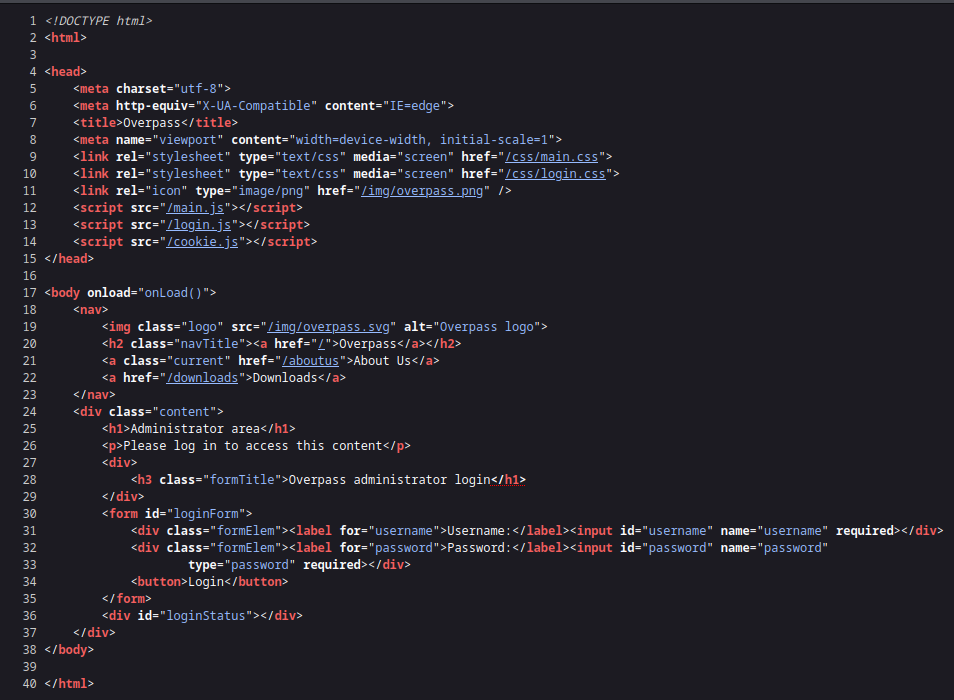 1 <!DOCTYPE html>
2 <html>
3
4 <head>
5     <meta charset="utf-8">
6     <meta http-equiv="X-UA-Compatible" content="IE=edge">
7     <title>Overpass</title>
8     <meta name="viewport" content="width=device-width, initial-scale=1">
9     <link rel="stylesheet" type="text/css" media="screen" href="/css/main.css">
10     <link rel="stylesheet" type="text/css" media="screen" href="/css/login.css">
11     <link rel="icon" type="image/png" href="/img/overpass.png" />
12     <script src="/main.js"></script>
13     <script src="/login.js"></script>
14     <script src="/cookie.js"></script>
15 </head>
16
17 <body onload="onLoad()">
18     <nav>
19         <img class="logo" src="/img/overpass.svg" alt="Overpass logo">
20         <h2 class="navTitle"><a href="/">Overpass</a></h2>
21         <a class="current" href="/aboutus">About Us</a>
22         <a href="/downloads">Downloads</a>
23     </nav>
24     <div class="content">
25         <h1>Administrator area</h1>
26         <p>Please log in to access this content</p>
27         <div>
28             <h3 class="formTitle">Overpass administrator login</h1>
29         </div>
30         <form id="loginForm">
31             <div class="formElem"><label for="username">Username:</label><input id="username" name="username" required></div>
32             <div class="formElem"><label for="password">Password:</label><input id="password" name="password"
33                     type="password" required></div>
34             <button>Login</button>
35         </form>
36         <div id="loginStatus"></div>
37     </div>
38 </body>
39
40 </html>